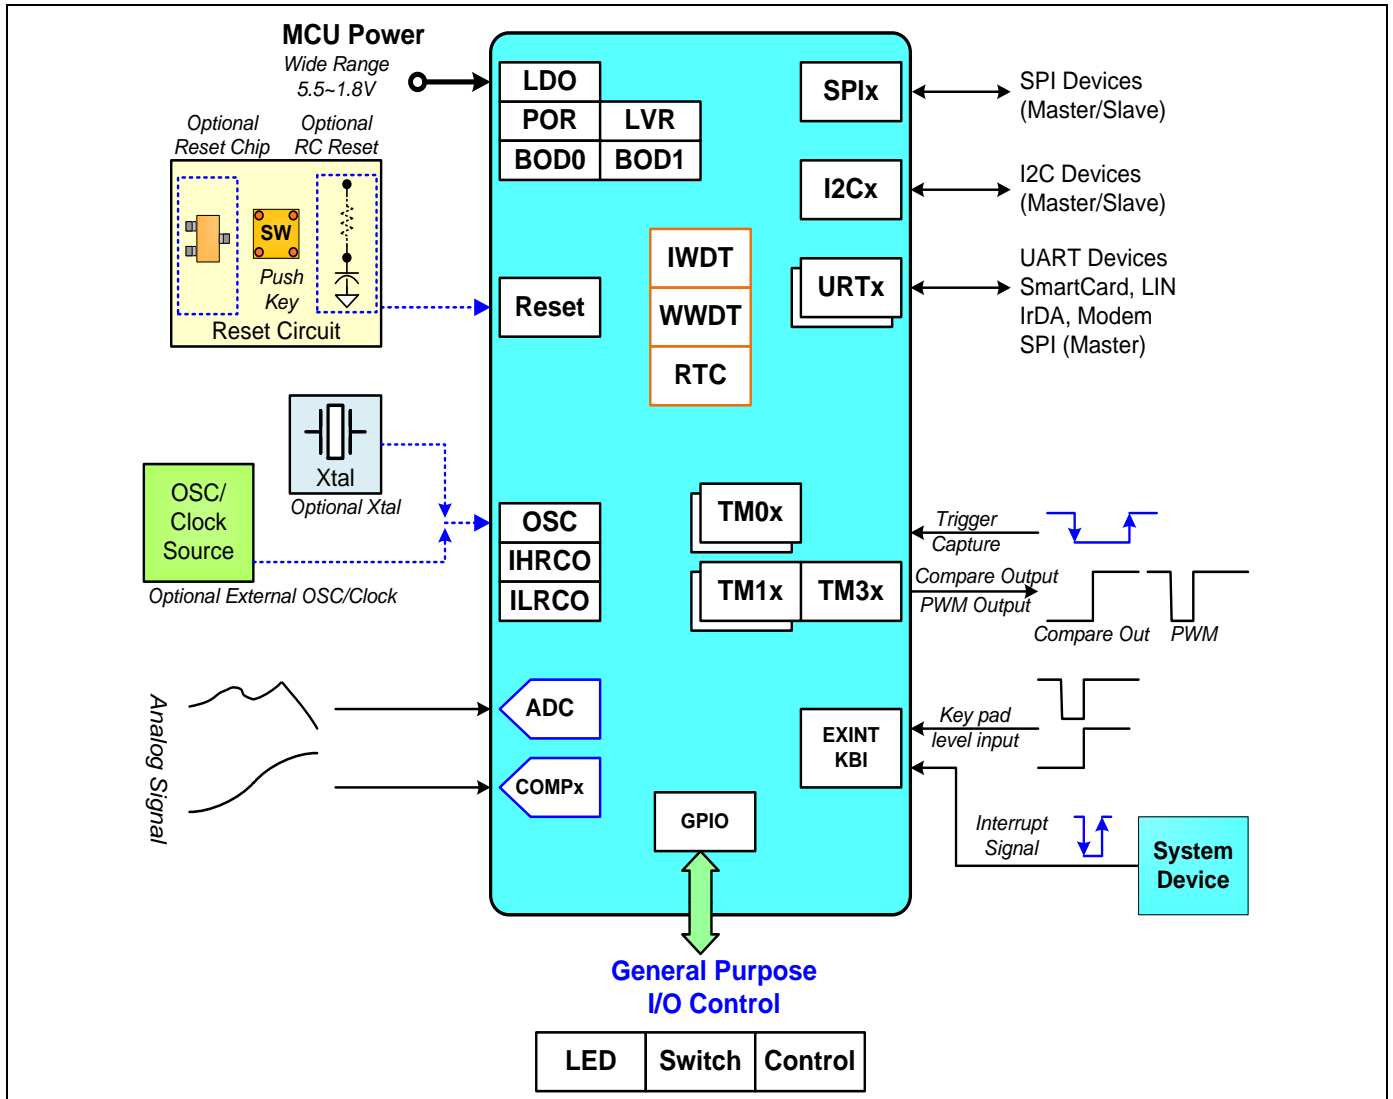 MCU Power
Wide Range
5.5~1.8V
Optional
Reset Chip
Optional
RC Reset
SW
Push
Key
Reset Circuit
LDO
POR
LVR
BOD0
BOD1
Reset
IWDT
WWDT
RTC
SPIx
SPI Devices
(Master/Slave)
I2Cx
I2C Devices
(Master/Slave)
URTx
UART Devices
SmartCard, LIN
IrDA, Modem
SPI (Master)
Xtal
Optional Xtal
OSC/
Clock
Source
Optional External OSC/Clock
OSC
IHRCO
ILRCO
TM0x
TM1x
TM3x
Trigger
Capture
Compare Output
PWM Output
Compare Out
PWM
Analog Signal
ADC
COMPx
EXINT
KBI
Key pad
level input
Interrupt
Signal
System
Device
GPIO
General Purpose
I/O Control
LED
Switch
Control